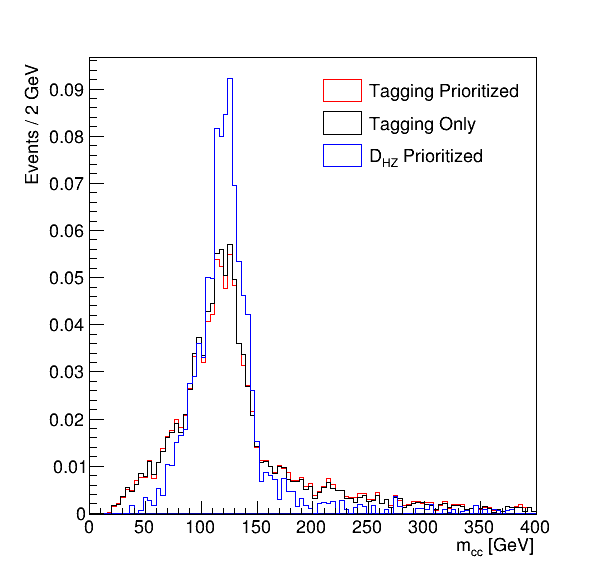 Events / 2 GeV
0.09
0.08
0.07
0.06
0.05
0.04
0.03
0.02
0.01
0
Tagging Prioritized
Tagging Only
D_HZ Prioritized
0 50 100 150 200 250 300 350 400
m_cc [GeV]